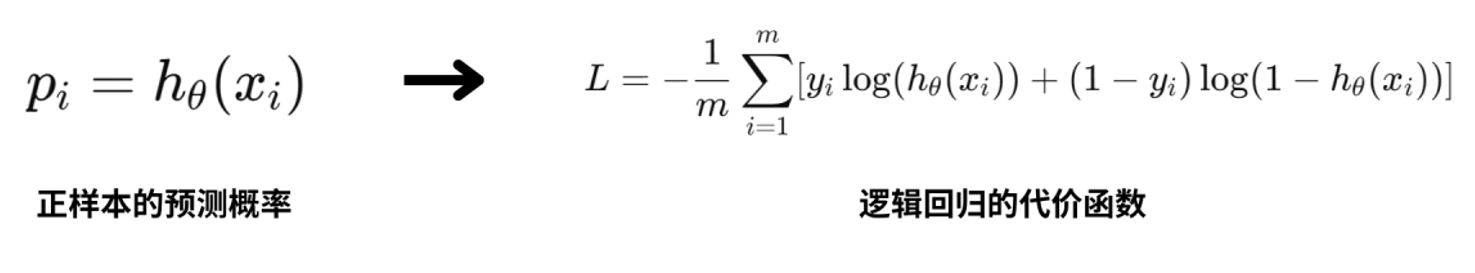 p_i = h_θ(x_i) → L = -\frac{1}{m} \sum_{i=1}^{m} [y_i log(h_θ(x_i)) + (1 − y_i) log(1 − h_θ(x_i))]
正样本的预测概率 逻辑回归的代价函数